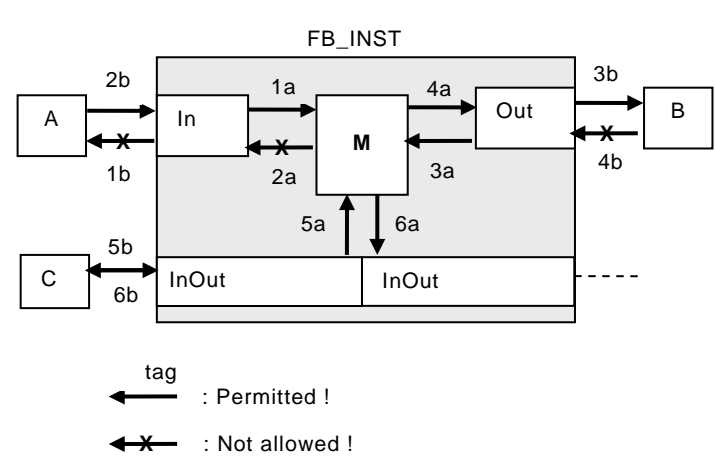 FB_INST
2b 1a 4a 3b
A In M Out B
1b 2a 3a 4b
5a 6a
5b
C InOut InOut
6b
tag
: Permitted !
X : Not allowed !